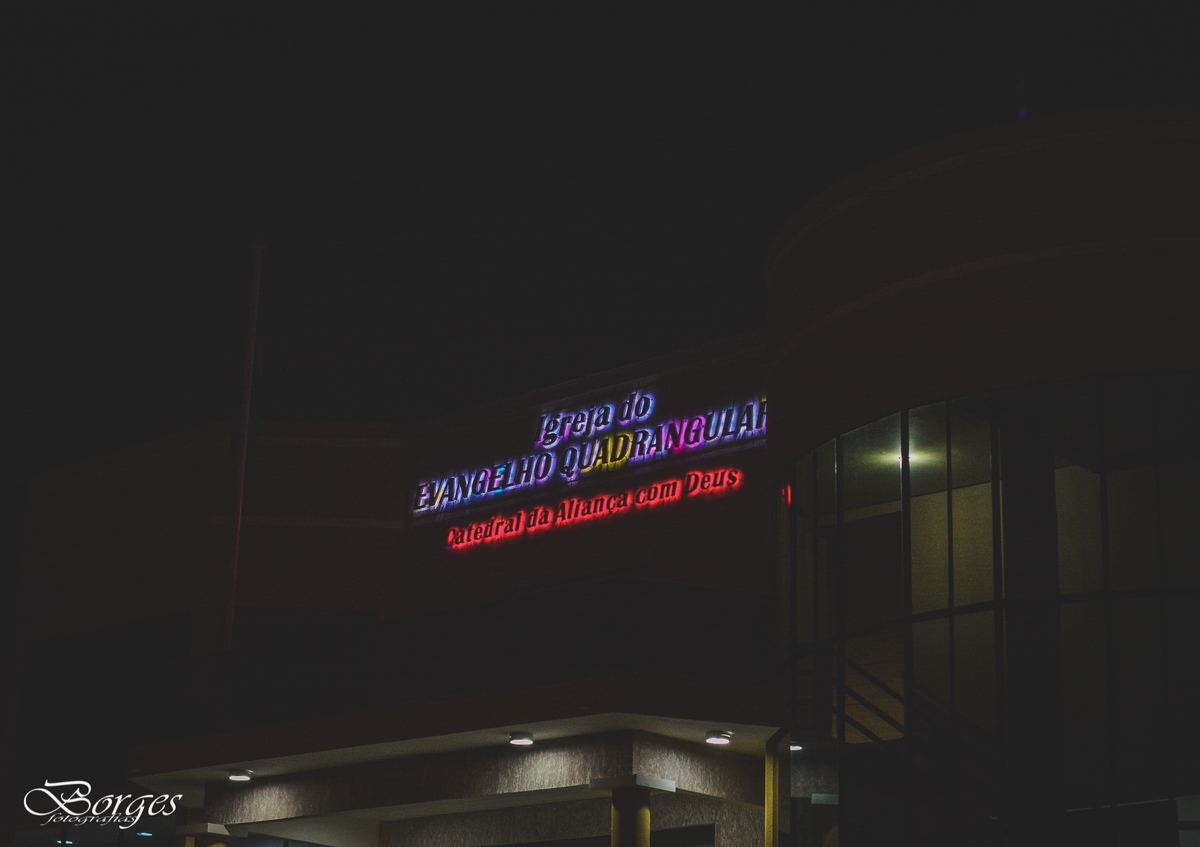 Igreja do
EVANGELHO QUADRANGULAR
Catedral da Aliança com Deus
Borges
fotografias